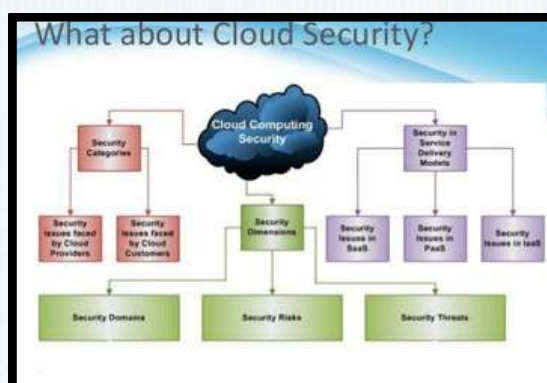 What about Cloud Security?
Cloud Computing
Security
Security
Categories
Security in
Service
Delivery
Models
Security
Issues faced
by Cloud
Providers
Security
Issues faced
by Cloud
Customers
Security
Dimensions
Security
Issues in
SaaS
Security
Issues in
PaaS
Security
Issues in IaaS
Security Domains
Security Risks
Security Threats